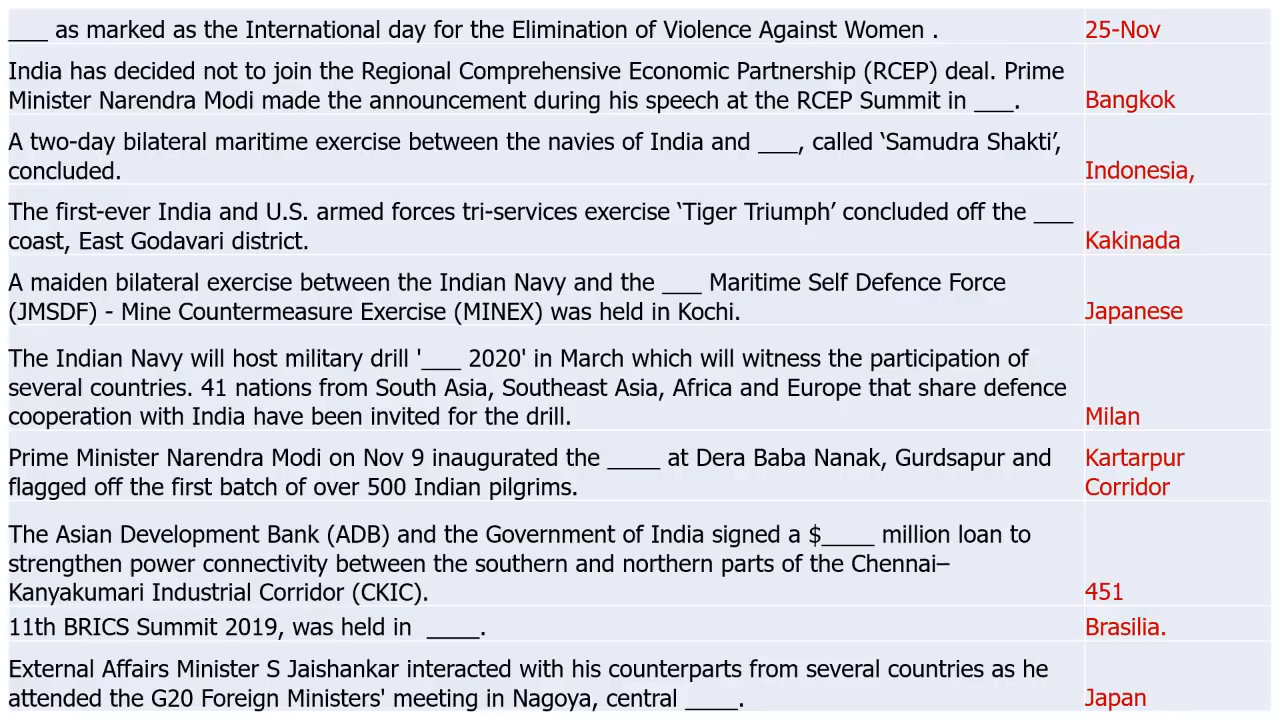 ___ as marked as the International day for the Elimination of Violence Against Women . 25-Nov
India has decided not to join the Regional Comprehensive Economic Partnership (RCEP) deal. Prime
Minister Narendra Modi made the announcement during his speech at the RCEP Summit in ___. Bangkok
A two-day bilateral maritime exercise between the navies of India and ___, called ‘Samudra Shakti’,
concluded. Indonesia,
The first-ever India and U.S. armed forces tri-services exercise ‘Tiger Triumph’ concluded off the ___
coast, East Godavari district. Kakinada
A maiden bilateral exercise between the Indian Navy and the ___ Maritime Self Defence Force
(JMSDF) - Mine Countermeasure Exercise (MINEX) was held in Kochi. Japanese
The Indian Navy will host military drill '___ 2020' in March which will witness the participation of
several countries. 41 nations from South Asia, Southeast Asia, Africa and Europe that share defence
cooperation with India have been invited for the drill. Milan
Prime Minister Narendra Modi on Nov 9 inaugurated the ____ at Dera Baba Nanak, Gurdsapur and Kartarpur
flagged off the first batch of over 500 Indian pilgrims. Corridor
The Asian Development Bank (ADB) and the Government of India signed a $____ million loan to
strengthen power connectivity between the southern and northern parts of the Chennai–
Kanyakumari Industrial Corridor (CKIC). 451
11th BRICS Summit 2019, was held in ____. Brasilia.
External Affairs Minister S Jaishankar interacted with his counterparts from several countries as he
attended the G20 Foreign Ministers' meeting in Nagoya, central ____. Japan